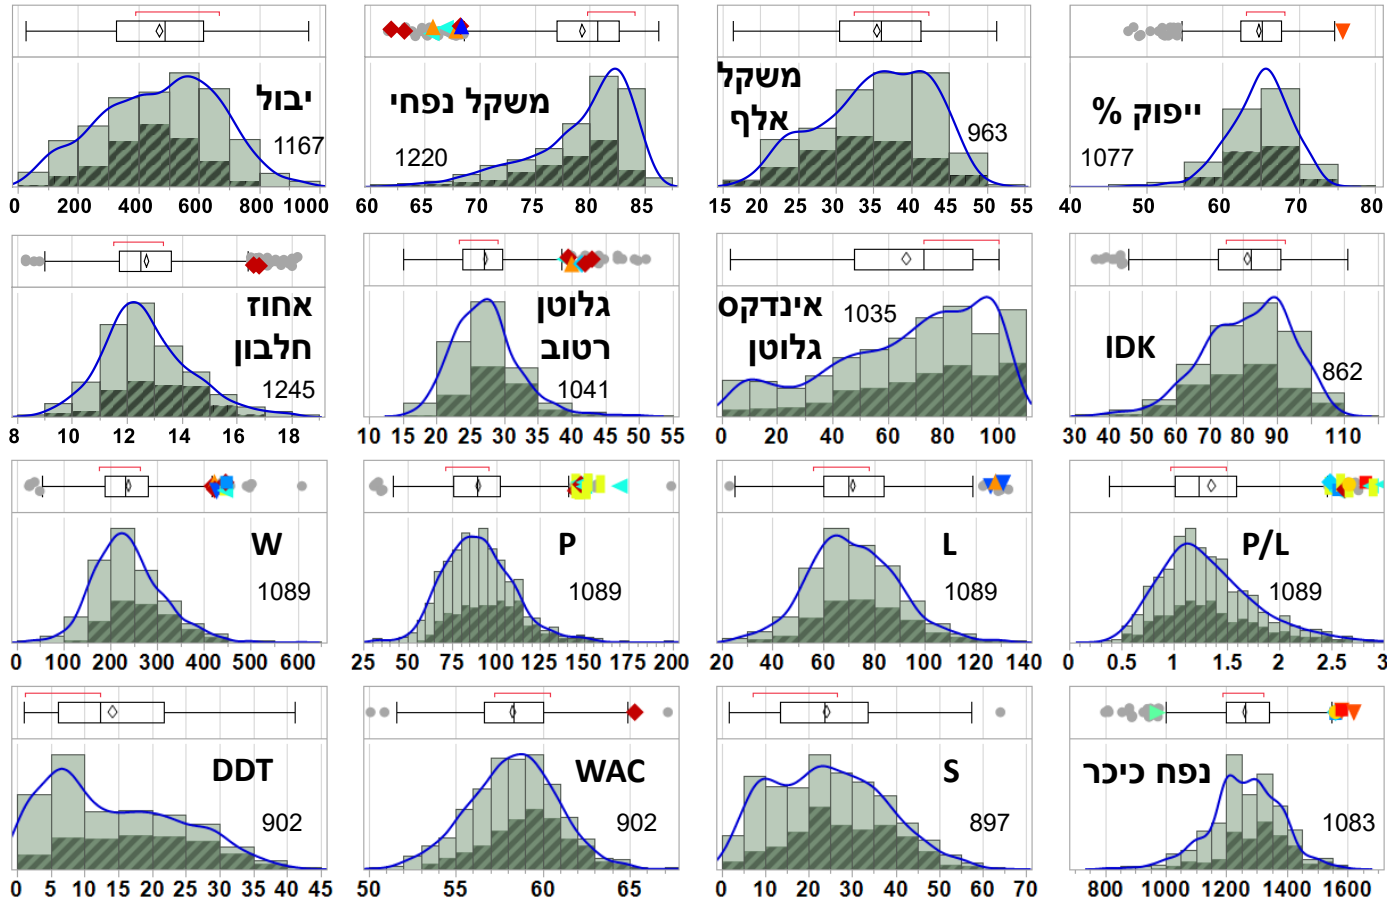 יבול
1167
0 200 400 600 800 1000
משקל נפחי
1220
60 65 70 75 80 85
משקל
אלף
963
15 20 25 30 35 40 45 50 55
ייפוק %
1077
40 50 60 70 80
אחוז
חלבון
1245
8 10 12 14 16 18
גלוטן
רטוב
1041
10 15 20 25 30 35 40 45 50 55
אינדקס
גלוטן
1035
0 20 40 60 80 100
IDK
862
30 40 50 60 70 80 90 110
W
1089
0 100 200 300 400 500 600
P
1089
25 50 75 100 125 150 175 200
L
1089
20 40 60 80 100 120 140
P/L
1089
0 0.5 1 1.5 2 2.5 3
DDT
902
0 5 10 15 20 25 30 35 40 45
WAC
902
50 55 60 65
S
897
0 10 20 30 40 50 60 70
נפח כיכר
1083
800 1000 1200 1400 1600